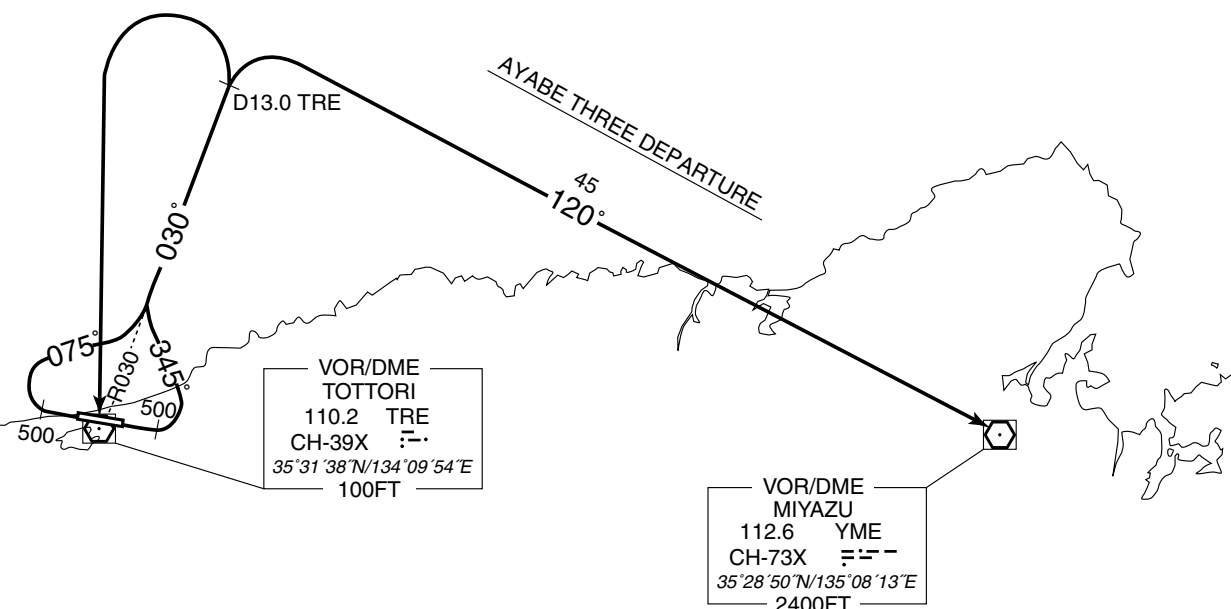 D13.0 TRE
AYABE THREE DEPARTURE
45
120°
030°
075°
345°
R030
500
500
VOR/DME
TOTTORI
110.2 TRE
CH-39X
35°31´38˝N/134°09´54˝E
100FT
VOR/DME
MIYAZU
112.6 YME
CH-73X
35°28´50˝N/135°08´13˝E
2400FT